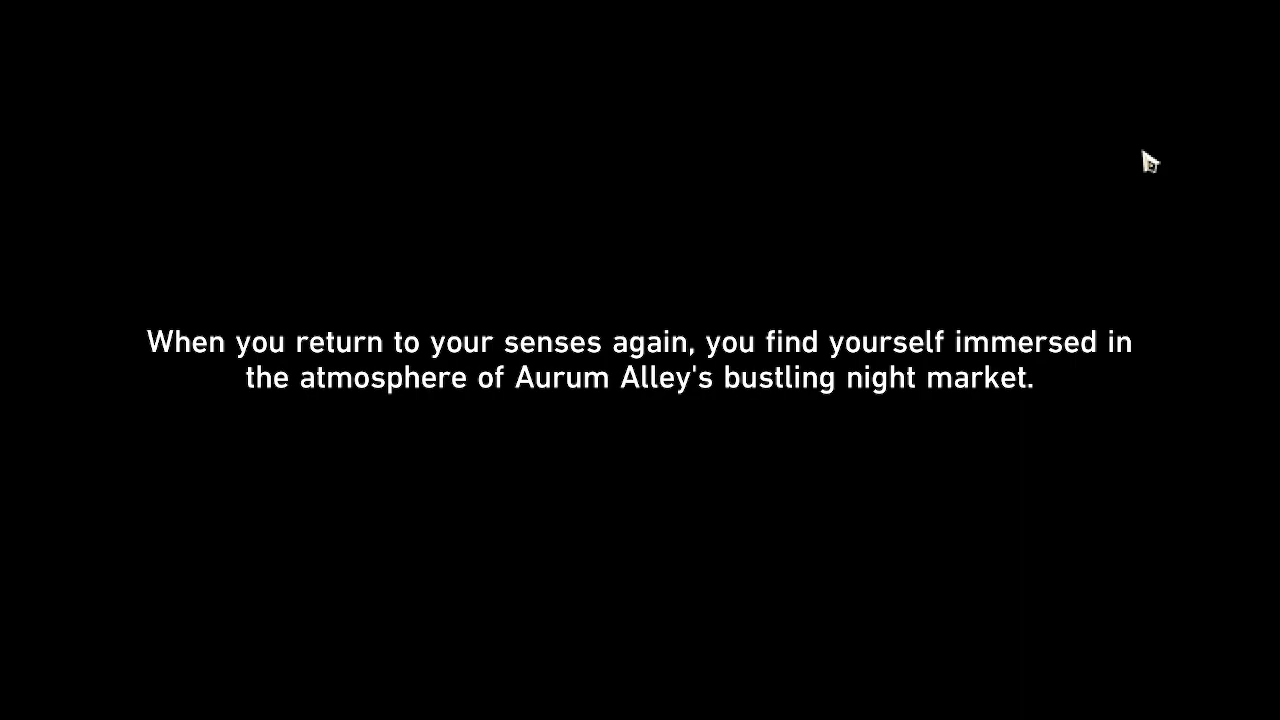 When you return to your senses again, you find yourself immersed in
the atmosphere of Aurum Alley's bustling night market.